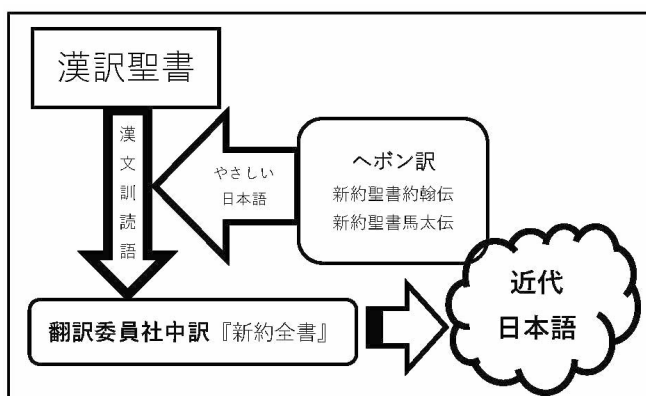 漢訳聖書
漢文訓読語
やさしい
日本語
ヘボン訳
新約聖書約翰伝
新約聖書馬太伝
翻訳委員社中訳『新約全書』
近代
日本語